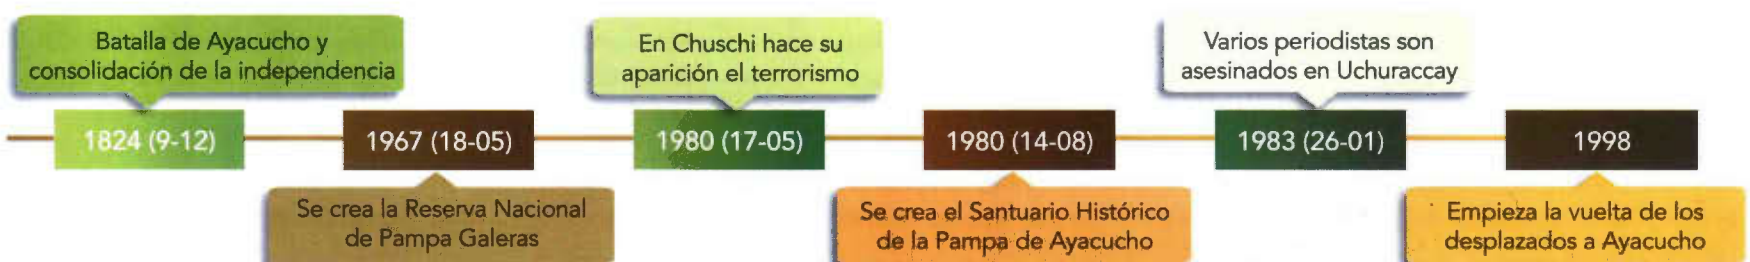 Batalla de Ayacucho y
consolidación de la independencia
1824 (9-12)
1967 (18-05)
Se crea la Reserva Nacional
de Pampa Galeras
En Chuschi hace su
aparición el terrorismo
1980 (17-05)
1980 (14-08)
Se crea el Santuario Histórico
de la Pampa de Ayacucho
Varios periodistas son
asesinados en Uchuraccay
1983 (26-01)
1998
Empieza la vuelta de los
desplazados a Ayacucho